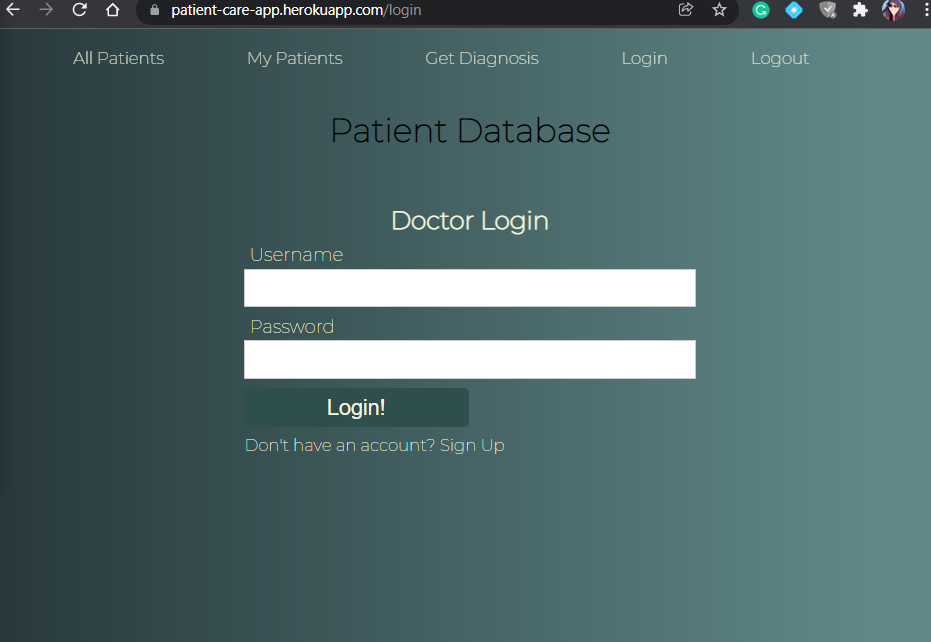 patient-care-app.herokuapp.com/login
All Patients My Patients Get Diagnosis Login Logout
Patient Database
Doctor Login
Username
Password
Login!
Don't have an account? Sign Up